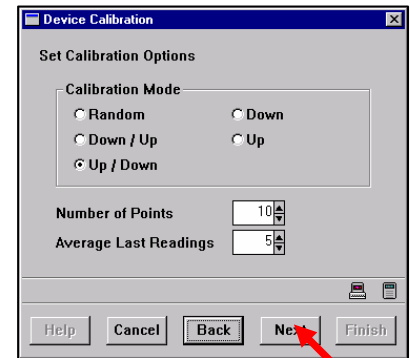 Device Calibration
Set Calibration Options
Calibration Mode
Random Down
Down / Up Up
Up / Down
Number of Points 10
Average Last Readings 5
Help Cancel Back Next Finish